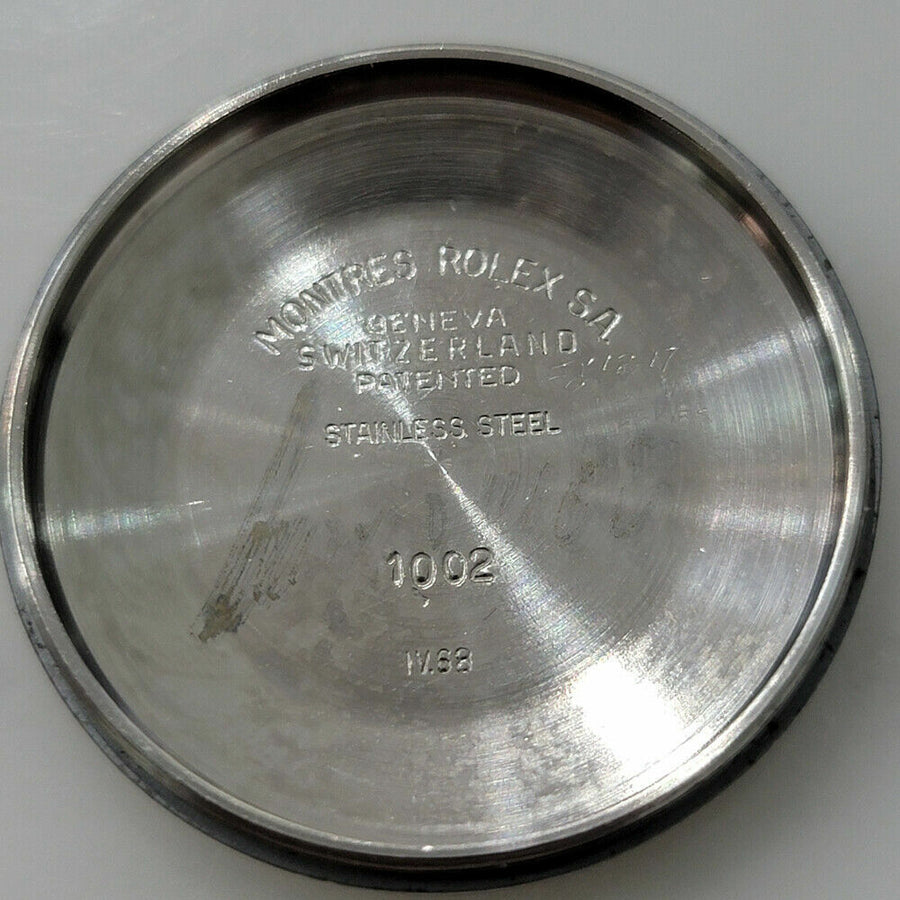 MONTRES ROLEX SA
GENEVA
SWITZERLAND
PATENTED
STAINLESS STEEL
1002
IV.68